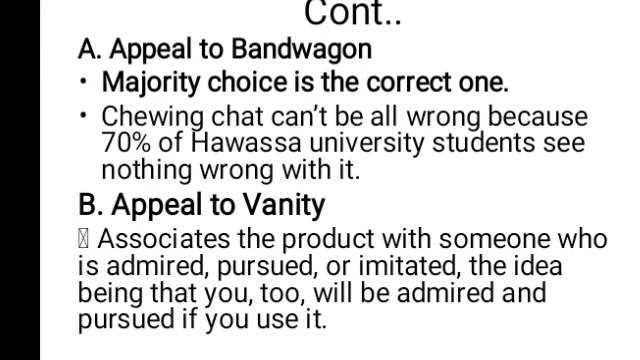 Cont..
A. Appeal to Bandwagon
• Majority choice is the correct one.
• Chewing chat can't be all wrong because
70% of Hawassa university students see
nothing wrong with it.
B. Appeal to Vanity
Associates the product with someone who
is admired, pursued, or imitated, the idea
being that you, too, will be admired and
pursued if you use it.